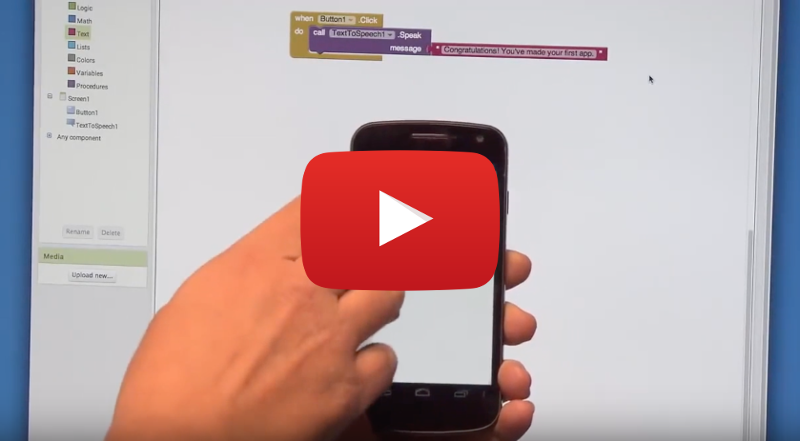 Logic
Math
Text
Lists
Colors
Variables
Procedures
Screen1
Button1
TextToSpeech1
Any component
Rename Delete
Media
Upload new...
when Button1 .Click
do call TextToSpeech1 .Speak
message " Congratulations! You've made your first app. "